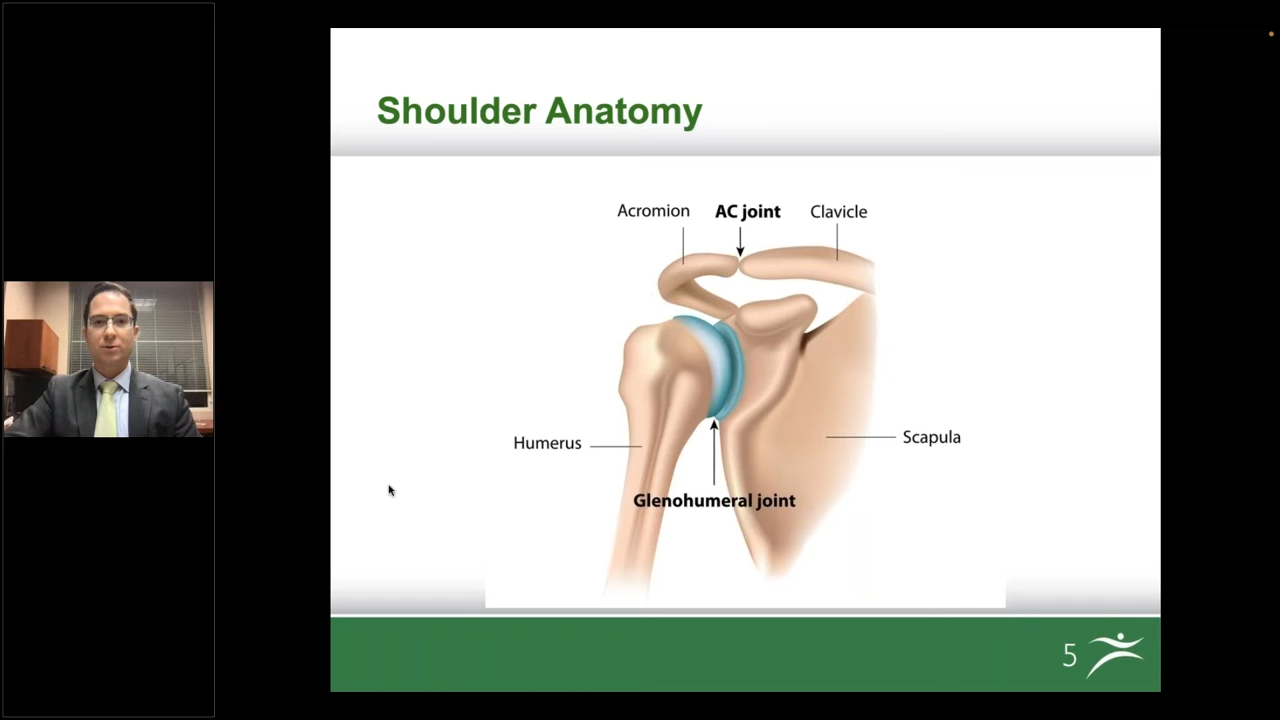 Shoulder Anatomy
Acromion
AC joint
Clavicle
Humerus
Scapula
Glenohumeral joint
5